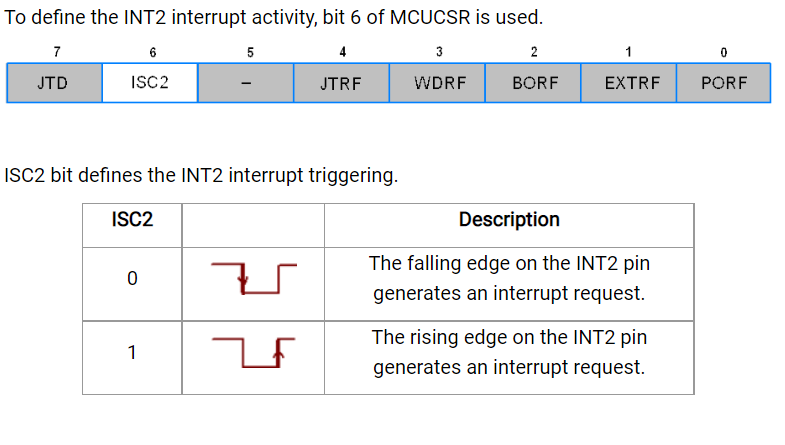 To define the INT2 interrupt activity, bit 6 of MCUCSR is used.
7 6 5 4 3 2 1 0
JTD ISC2 – JTRF WDRF BORF EXTRF PORF
ISC2 bit defines the INT2 interrupt triggering.
ISC2 Description
0 The falling edge on the INT2 pin
generates an interrupt request.
1 The rising edge on the INT2 pin
generates an interrupt request.